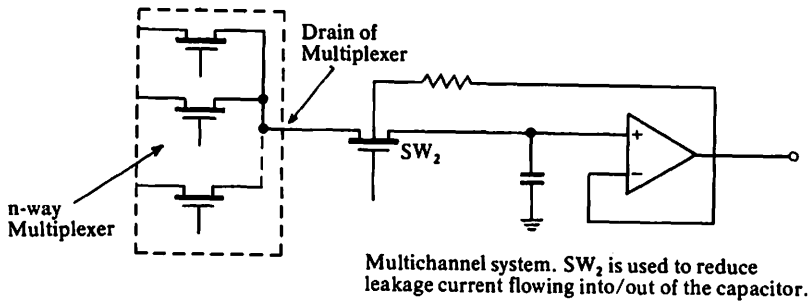 Drain of
Multiplexer
SW₂
+
−
n-way
Multiplexer
Multichannel system. SW₂ is used to reduce
leakage current flowing into/out of the capacitor.